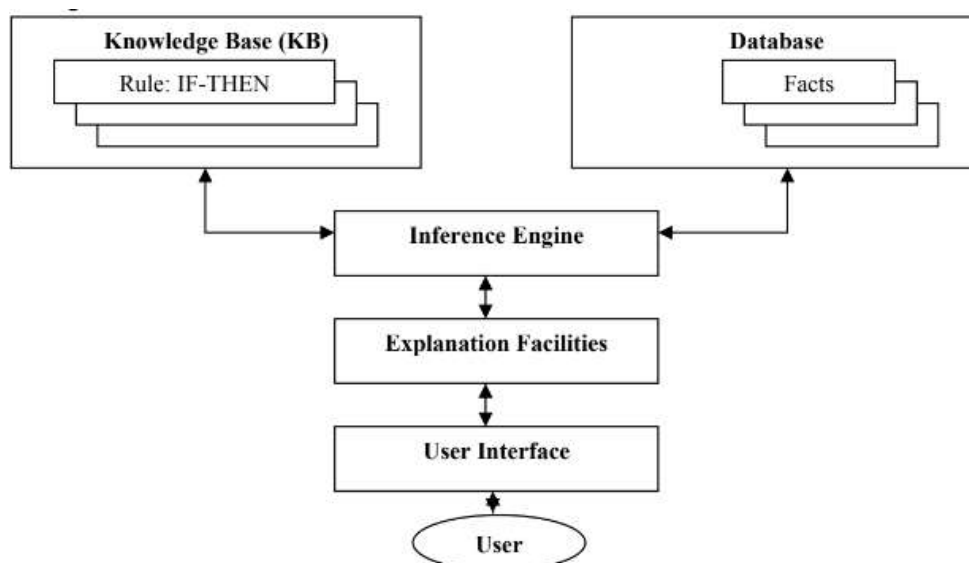 Knowledge Base (KB)
Rule: IF-THEN
Database
Facts
Inference Engine
Explanation Facilities
User Interface
User